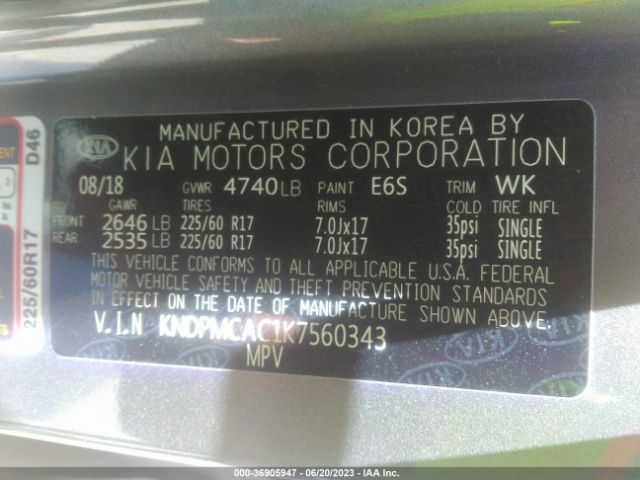 MANUFACTURED IN KOREA BY
KIA KIA MOTORS CORPORATION
08/18 GVWR 4740 LB PAINT E6S TRIM WK
GAWR TIRES RIMS COLD TIRE INFL
FRONT 2646 LB 225/60 R17 7.0Jx17 35psi SINGLE
REAR 2535 LB 225/60 R17 7.0Jx17 35psi SINGLE
THIS VEHICLE CONFORMS TO ALL APPLICABLE U.S.A. FEDERAL
MOTOR VEHICLE SAFETY AND THEFT PREVENTION STANDARDS
IN EFFECT ON THE DATE OF MANUFACTURE SHOWN ABOVE.
V.I.N KNDPMCAC1K7560343
MPV
D46
225/60R17
000-36905947 - 06/20/2023 - IAA Inc.